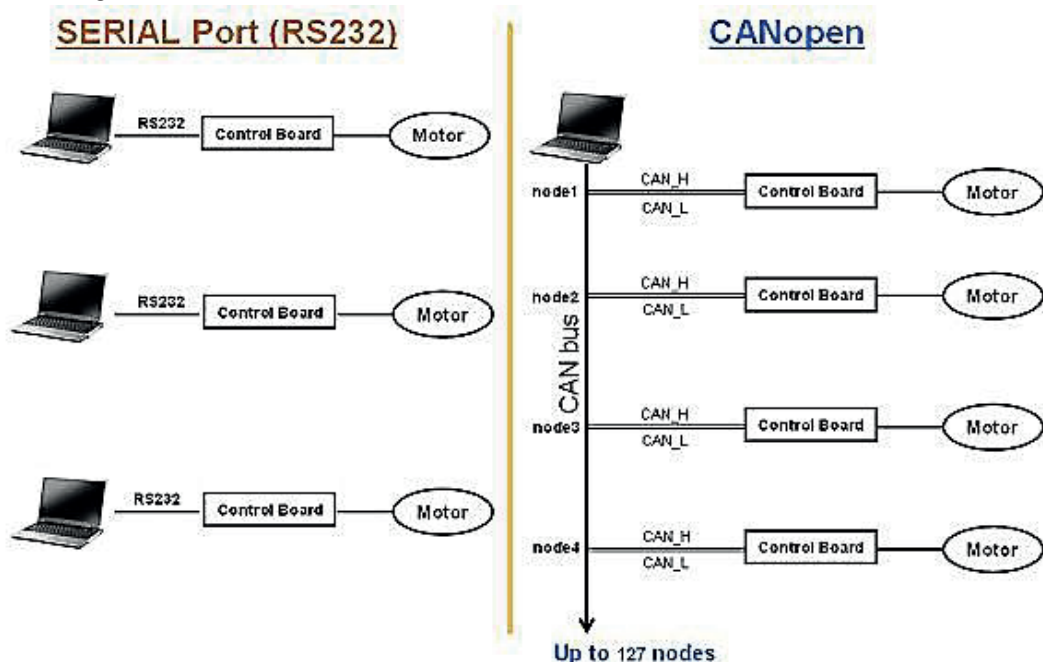 SERIAL Port (RS232)
RS232
Control Board
Motor
RS232
Control Board
Motor
RS232
Control Board
Motor
CANopen
node1
CAN_H
CAN_L
Control Board
Motor
node2
CAN_H
CAN_L
Control Board
Motor
CAN bus
node3
CAN_H
CAN_L
Control Board
Motor
node4
CAN_H
CAN_L
Control Board
Motor
Up to 127 nodes